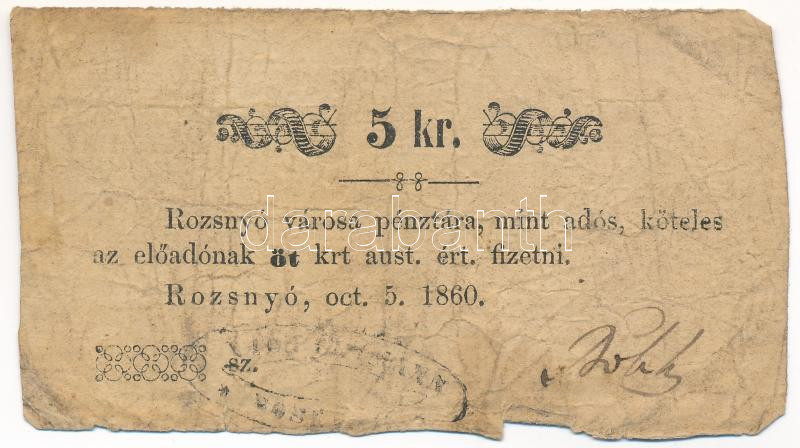 5 kr.
Rozsnyó városa pénztára, mint adós, köteles
az előadónak öt krt aust. ért. fizetni.
Rozsnyó, oct. 5. 1860.
sz.
darabanth